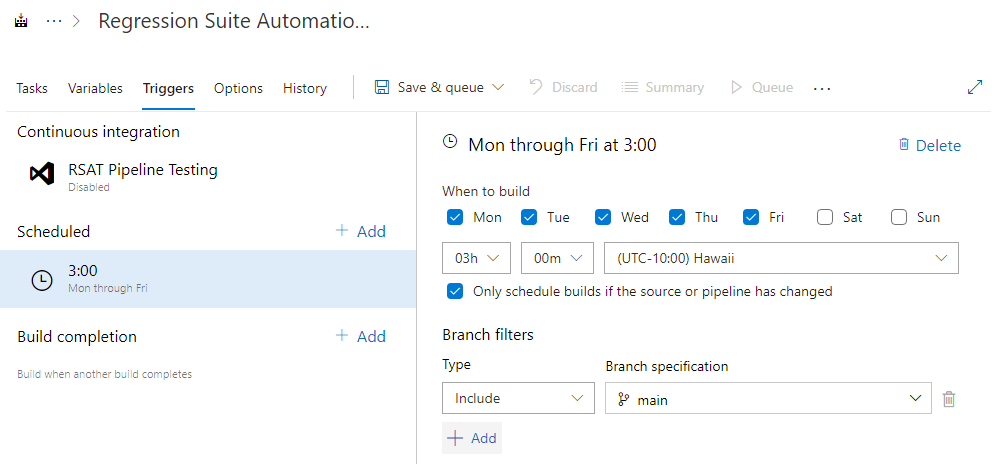 ··· > Regression Suite Automatio...
Tasks Variables Triggers Options History Save & queue Discard Summary Queue ···
Continuous integration
RSAT Pipeline Testing
Disabled
Scheduled + Add
3:00
Mon through Fri
Build completion + Add
Build when another build completes
Mon through Fri at 3:00 Delete
When to build
Mon Tue Wed Thu Fri Sat Sun
03h 00m (UTC-10:00) Hawaii
Only schedule builds if the source or pipeline has changed
Branch filters
Type Branch specification
Include main
+ Add